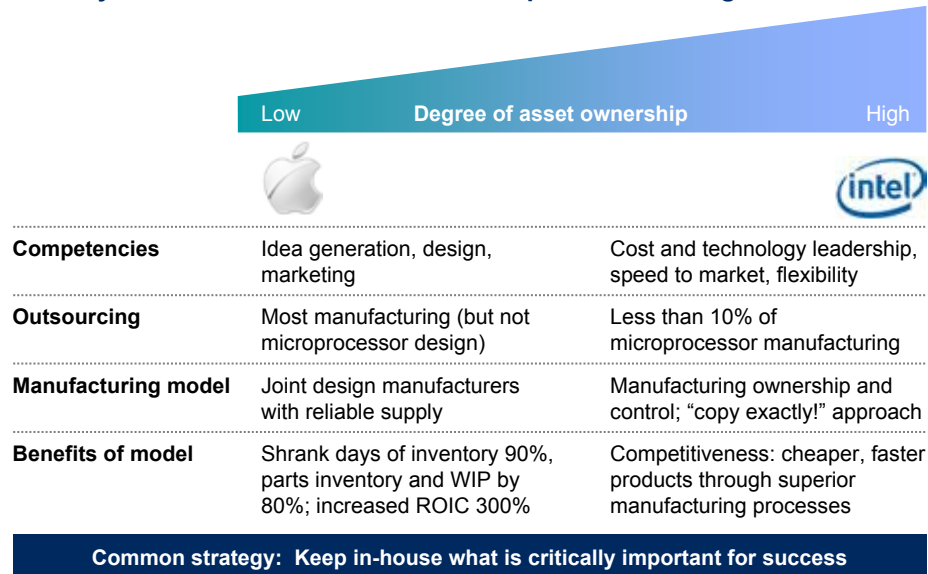 Low Degree of asset ownership High
intel
Competencies Idea generation, design, Cost and technology leadership,
marketing speed to market, flexibility
Outsourcing Most manufacturing (but not Less than 10% of
microprocessor design) microprocessor manufacturing
Manufacturing model Joint design manufacturers Manufacturing ownership and
with reliable supply control; “copy exactly!” approach
Benefits of model Shrank days of inventory 90%, Competitiveness: cheaper, faster
parts inventory and WIP by products through superior
80%; increased ROIC 300% manufacturing processes
Common strategy: Keep in-house what is critically important for success